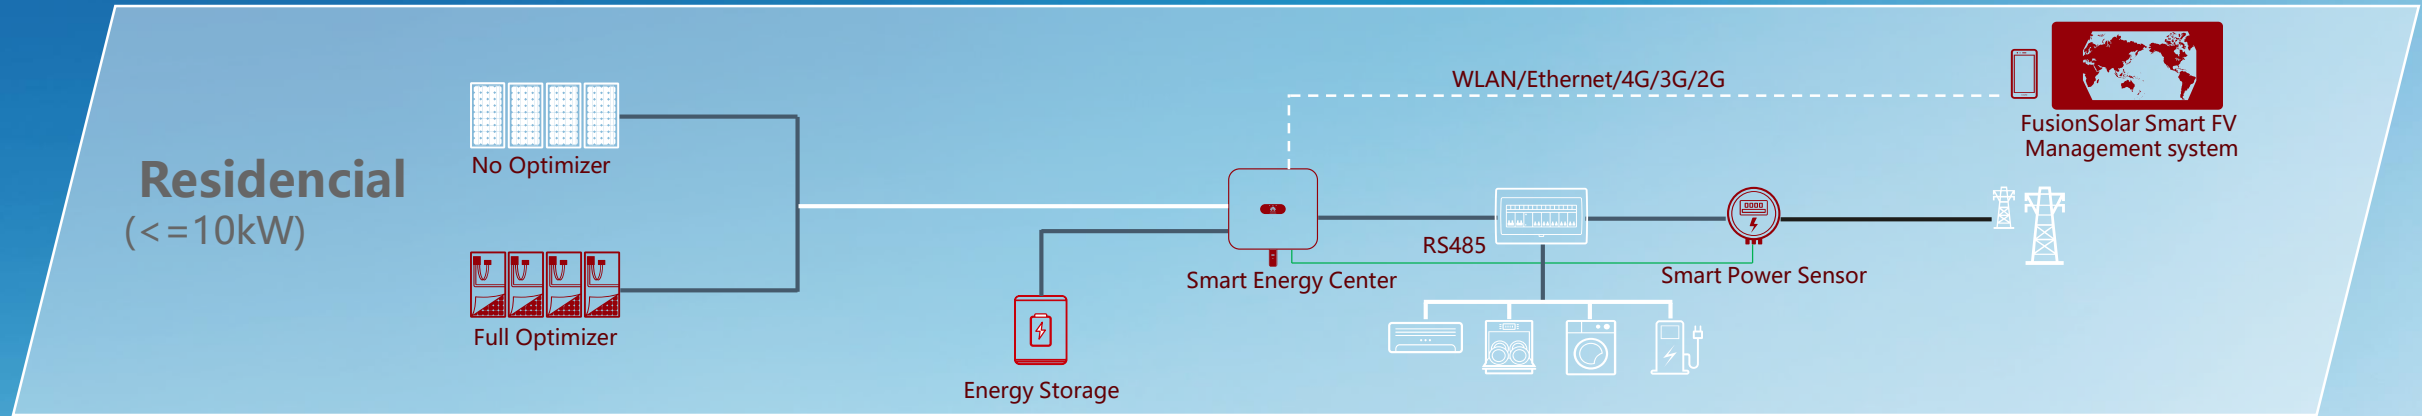 Residencial
(<=10kW)
No Optimizer
Full Optimizer
Energy Storage
WLAN/Ethernet/4G/3G/2G
Smart Energy Center
RS485
Smart Power Sensor
FusionSolar Smart FV
Management system